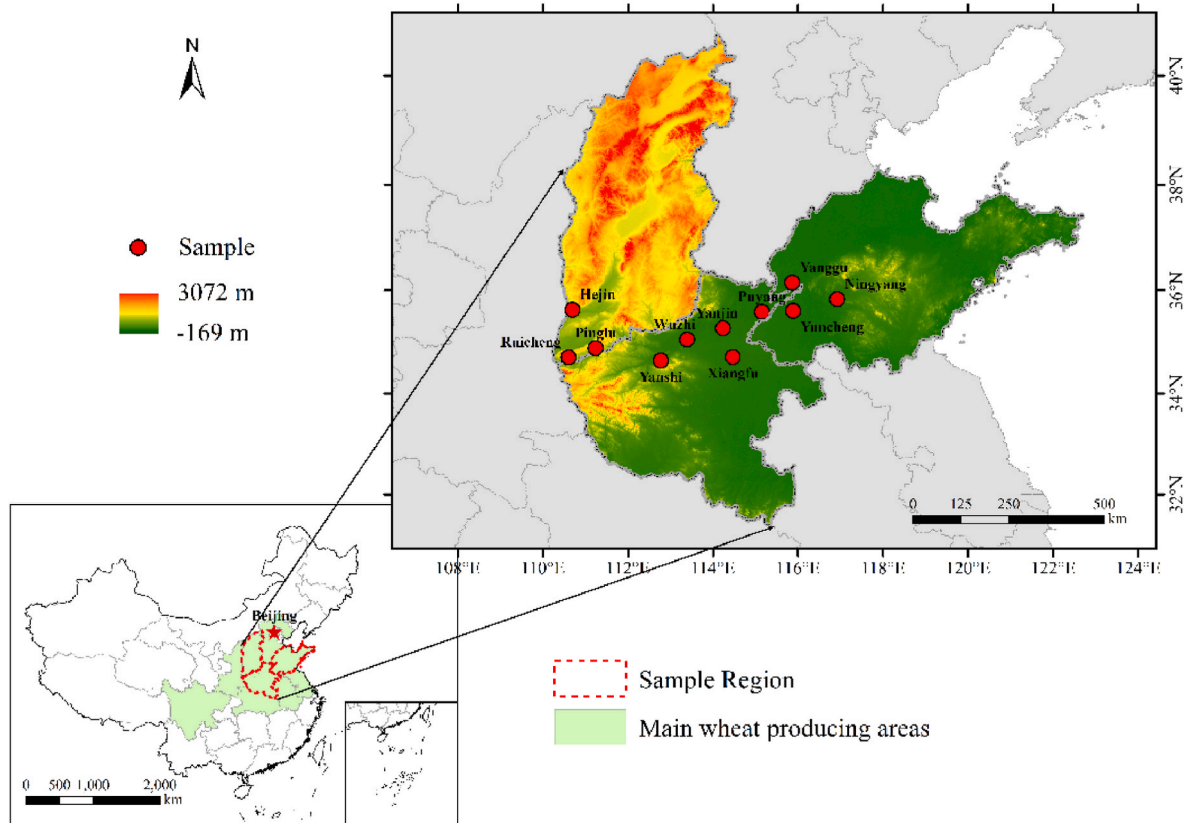 N
Sample
3072 m
-169 m
Hejin
Ruicheng
Pinglu
Wuzhi
Yanshi
Yanjin
Xiangfu
Puyang
Yanggu
Ningyang
Yuncheng
40°N
38°N
36°N
34°N
32°N
0 125 250 500
km
108°E 110°E 112°E 114°E 116°E 118°E 120°E 122°E 124°E
Beijing
0 500 1,000 2,000
km
Sample Region
Main wheat producing areas